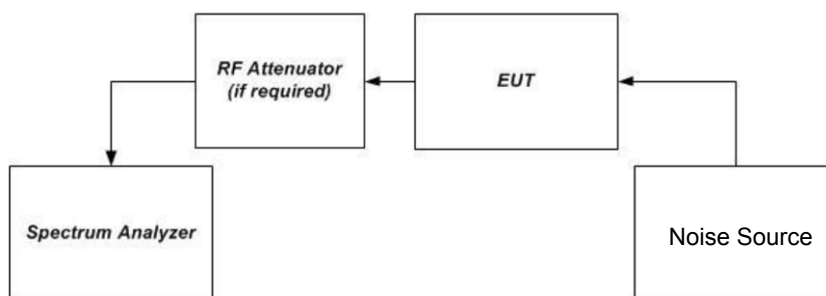 RF Attenuator
(if required)
EUT
Spectrum Analyzer
Noise Source